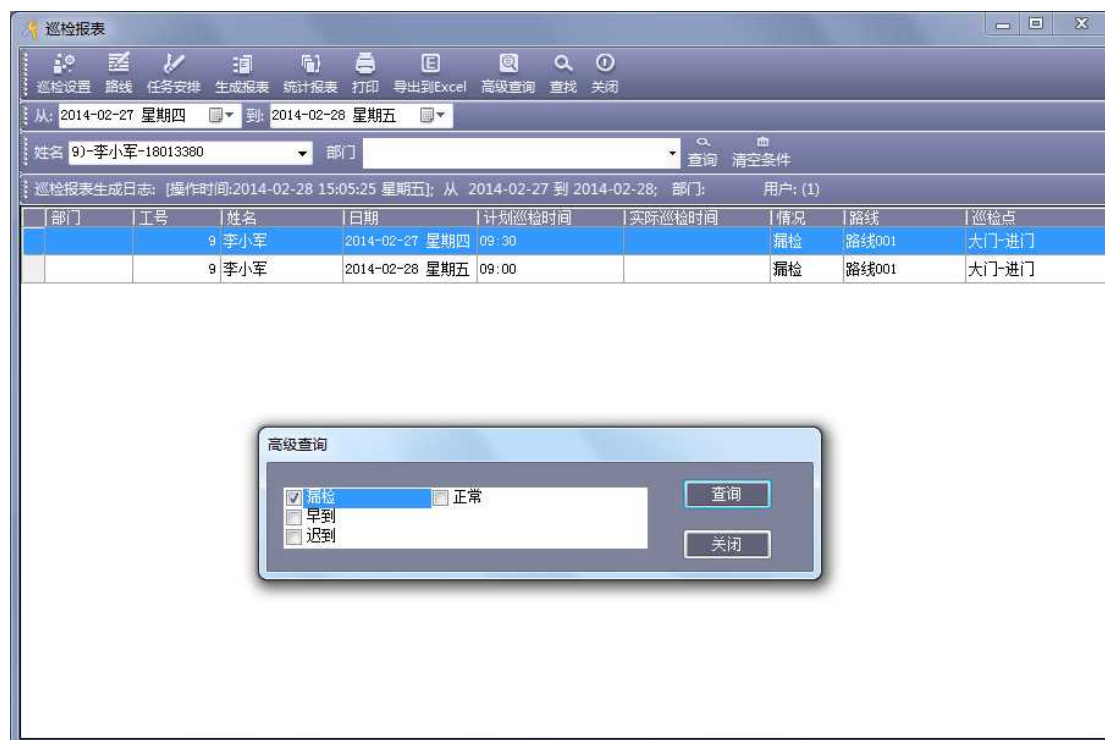 巡检报表
巡检设置 路线 任务安排 生成报表 统计报表 打印 导出到Excel 高级查询 查找 关闭
从: 2014-02-27 星期四 到: 2014-02-28 星期五
姓名 9)-李小军-18013380 部门 查询 清空条件
巡检报表生成日志: [操作时间:2014-02-28 15:05:25 星期五]; 从 2014-02-27 到 2014-02-28; 部门: 用户: (1)
部门 工号 姓名 日期 计划巡检时间 实际巡检时间 情况 路线 巡检点
9 李小军 2014-02-27 星期四 09:30 漏检 路线001 大门-进门
9 李小军 2014-02-28 星期五 09:00 漏检 路线001 大门-进门
高级查询
漏检 正常 查询
早到
迟到 关闭